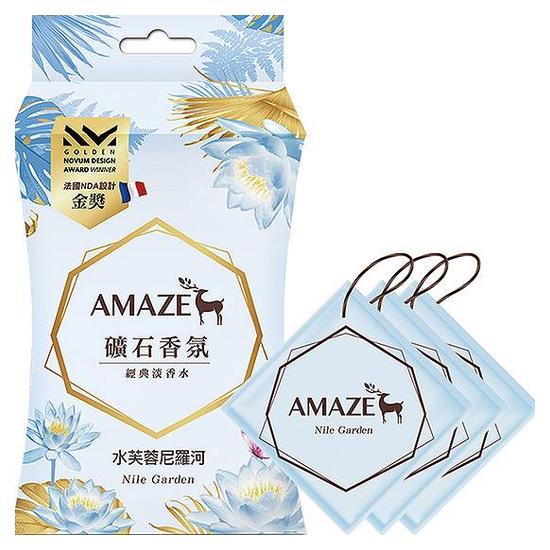 GOLDEN
NOVUM DESIGN
AWARD WINNER
法國NDA設計
金獎
AMAZE
礦石香氛
經典淡香水
水芙蓉尼羅河
Nile Garden
AMAZE
Nile Garden